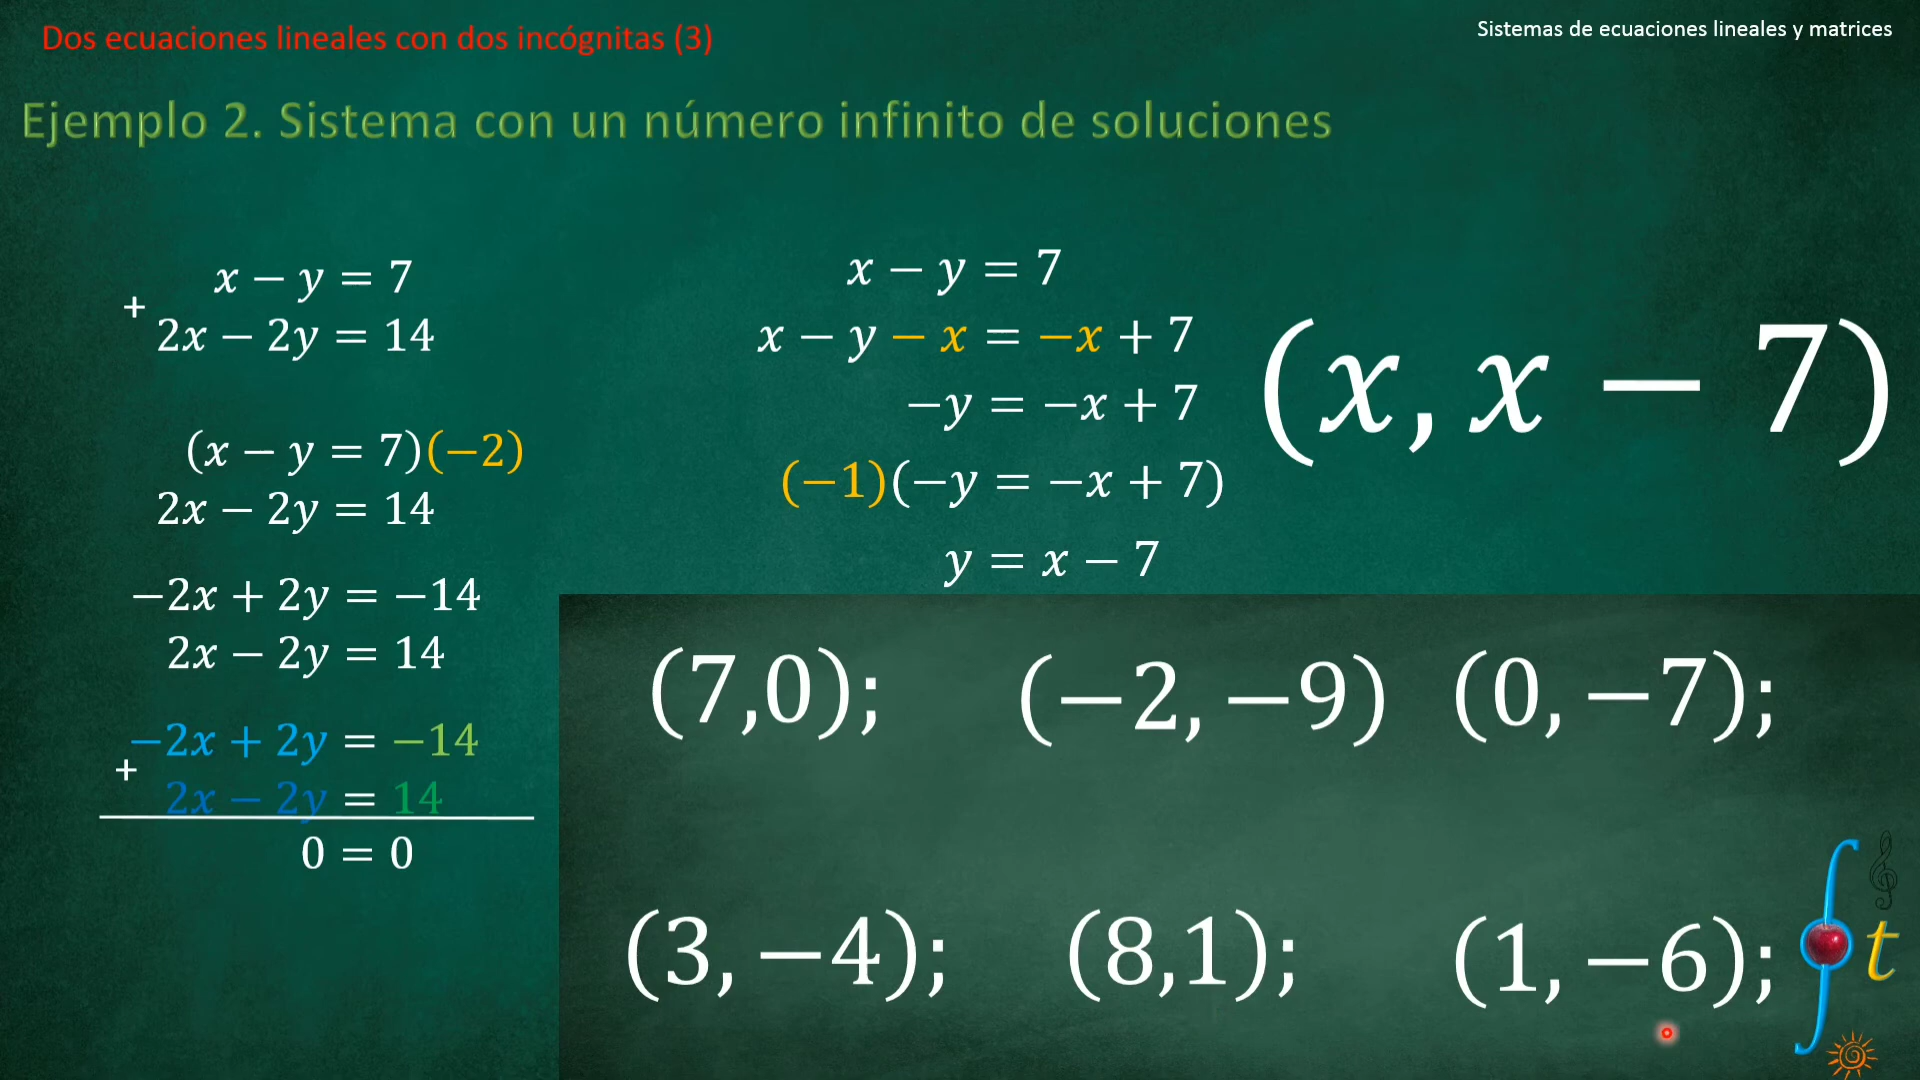 Dos ecuaciones lineales con dos incógnitas (3)
Sistemas de ecuaciones lineales y matrices
Ejemplo 2. Sistema con un número infinito de soluciones
x − y = 7
+
2x − 2y = 14
(x − y = 7)(−2)
2x − 2y = 14
−2x + 2y = −14
2x − 2y = 14
−2x + 2y = −14
+
2x − 2y = 14
0 = 0
x − y = 7
x − y − x = −x + 7
−y = −x + 7
(−1)(−y = −x + 7)
y = x − 7
(x, x − 7)
(7,0); (−2, −9) (0, −7);
(3, −4); (8,1); (1, −6);
t